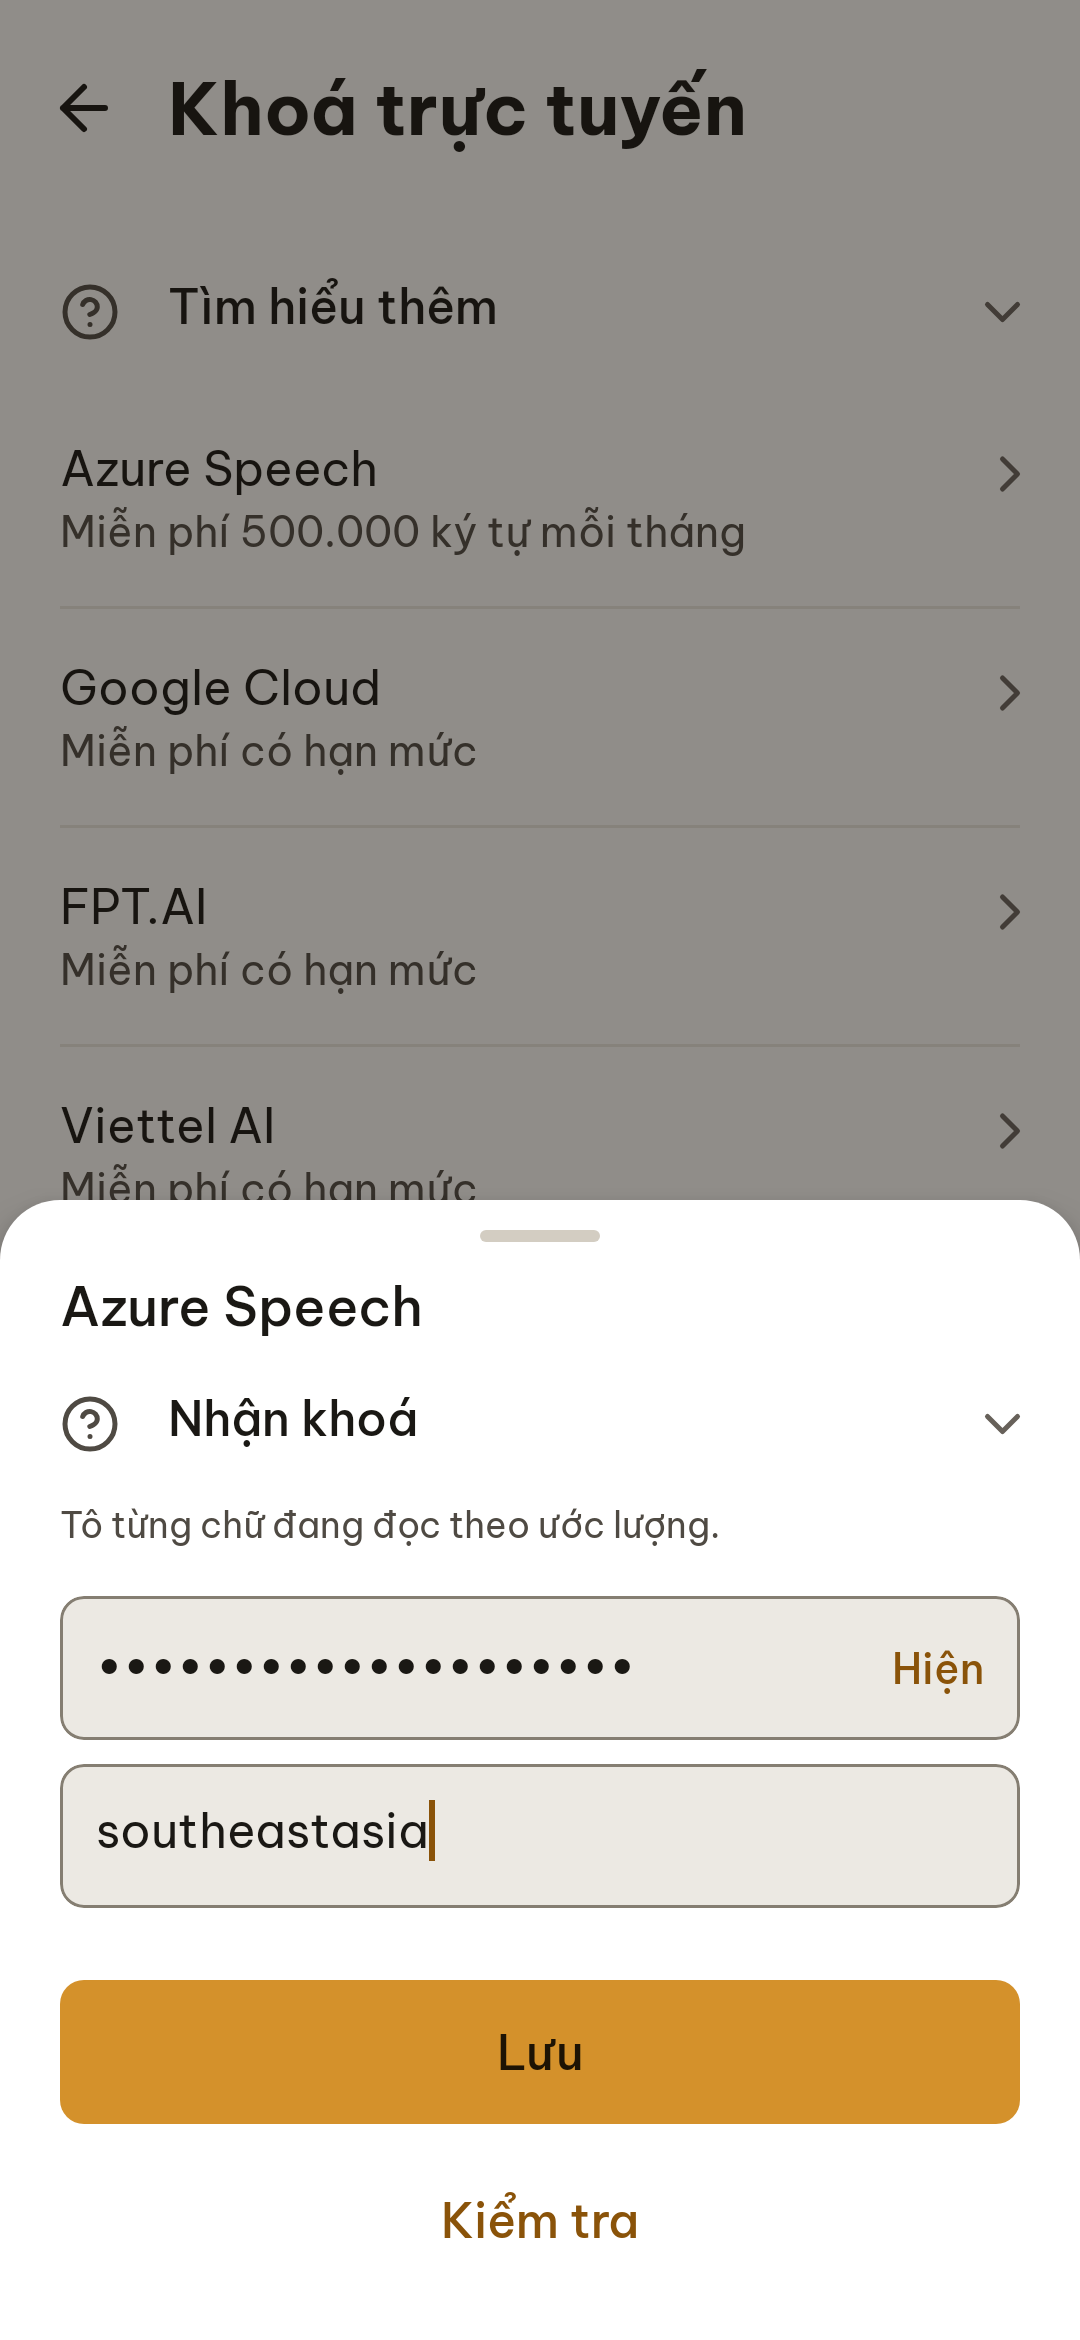 Khoá trực tuyến
Tìm hiểu thêm
Azure Speech
Miễn phí 500.000 ký tự mỗi tháng
Google Cloud
Miễn phí có hạn mức
FPT.AI
Miễn phí có hạn mức
Viettel AI
Miễn phí có hạn mức
Azure Speech
Nhận khoá
Tô từng chữ đang đọc theo ước lượng.
•••••••••••••••••••• Hiện
southeastasia
Lưu
Kiểm tra